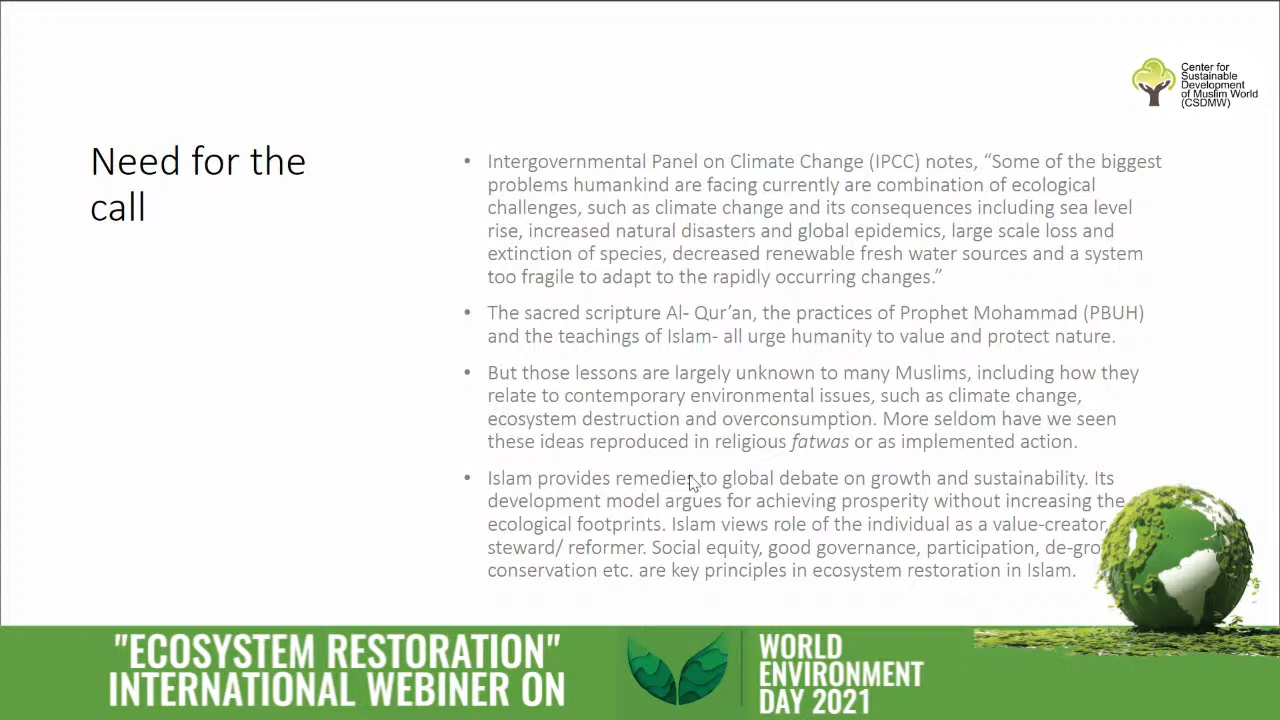 Center for
Sustainable
Development
of Muslim World
(CSDMW)
Need for the
call
• Intergovernmental Panel on Climate Change (IPCC) notes, “Some of the biggest
problems humankind are facing currently are combination of ecological
challenges, such as climate change and its consequences including sea level
rise, increased natural disasters and global epidemics, large scale loss and
extinction of species, decreased renewable fresh water sources and a system
too fragile to adapt to the rapidly occurring changes.”
• The sacred scripture Al- Qur’an, the practices of Prophet Mohammad (PBUH)
and the teachings of Islam- all urge humanity to value and protect nature.
• But those lessons are largely unknown to many Muslims, including how they
relate to contemporary environmental issues, such as climate change,
ecosystem destruction and overconsumption. More seldom have we seen
these ideas reproduced in religious fatwas or as implemented action.
• Islam provides remedies to global debate on growth and sustainability. Its
development model argues for achieving prosperity without increasing the
ecological footprints. Islam views role of the individual as a value-creator,
steward/ reformer. Social equity, good governance, participation,
conservation etc. are key principles in ecosystem restoration in Islam.
"ECOSYSTEM RESTORATION"
INTERNATIONAL WEBINER ON
WORLD
ENVIRONMENT
DAY 2021